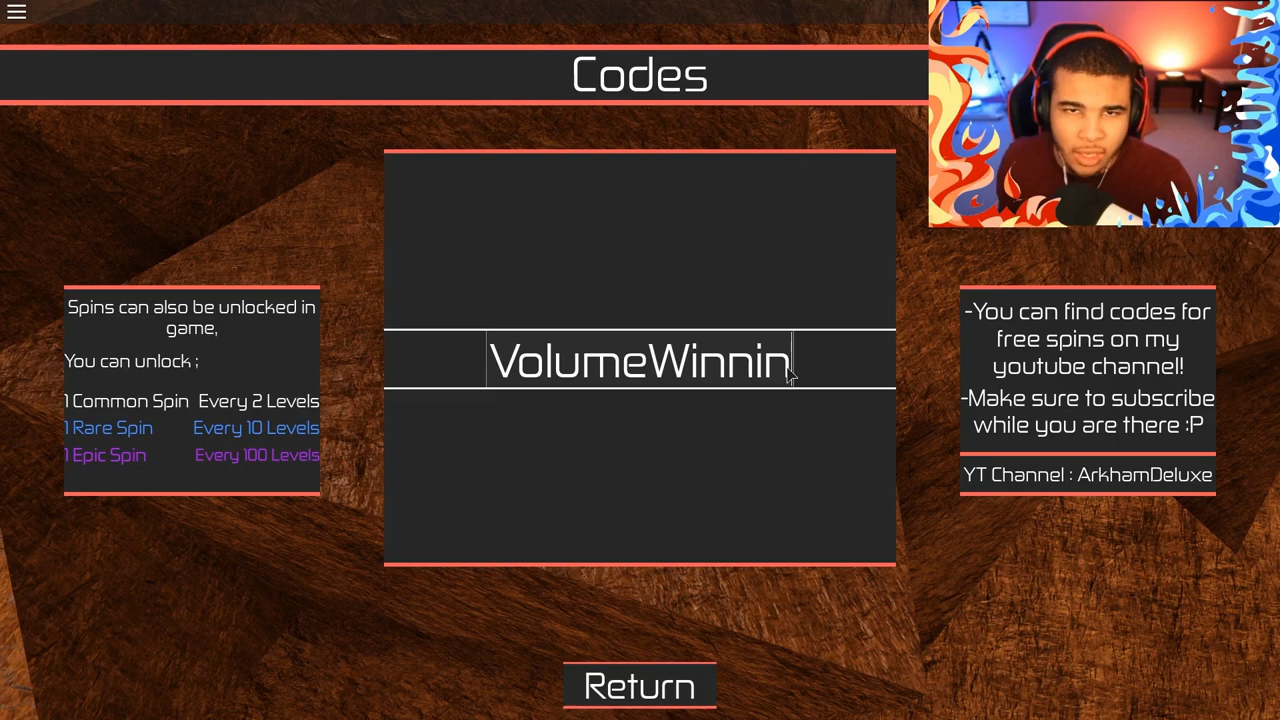 Codes
Spins can also be unlocked in
game,
You can unlock ;
1 Common Spin Every 2 Levels
1 Rare Spin Every 10 Levels
1 Epic Spin Every 100 Levels
VolumeWinnin
-You can find codes for
free spins on my
youtube channel!
-Make sure to subscribe
while you are there :P
YT Channel : ArkhamDeluxe
Return